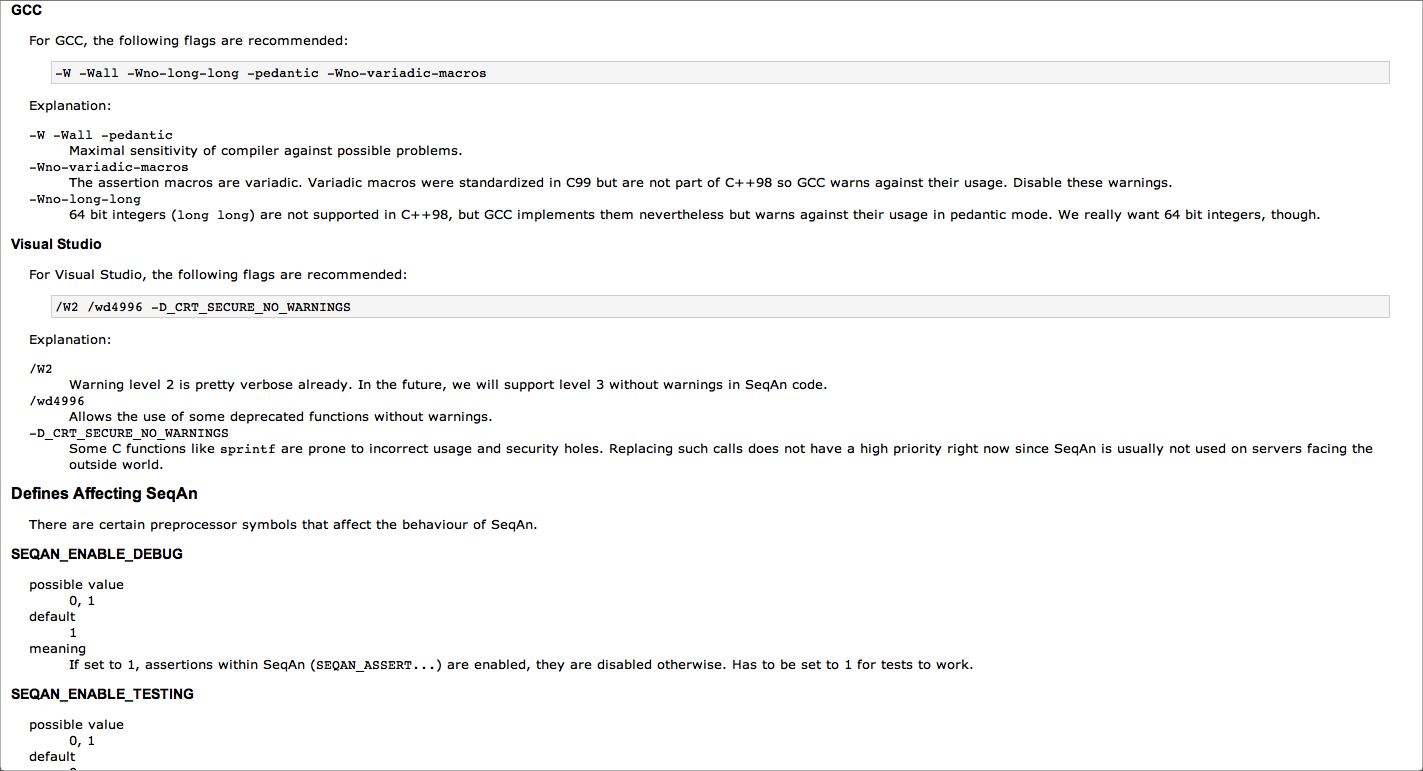 GCC
For GCC, the following flags are recommended:
-W -Wall -Wno-long-long -pedantic -Wno-variadic-macros
Explanation:
-W -Wall -pedantic
Maximal sensitivity of compiler against possible problems.
-Wno-variadic-macros
The assertion macros are variadic. Variadic macros were standardized in C99 but are not part of C++98 so GCC warns against their usage. Disable these warnings.
-Wno-long-long
64 bit integers (long long) are not supported in C++98, but GCC implements them nevertheless but warns against their usage in pedantic mode. We really want 64 bit integers, though.
Visual Studio
For Visual Studio, the following flags are recommended:
/W2 /wd4996 -D_CRT_SECURE_NO_WARNINGS
Explanation:
/W2
Warning level 2 is pretty verbose already. In the future, we will support level 3 without warnings in SeqAn code.
/wd4996
Allows the use of some deprecated functions without warnings.
-D_CRT_SECURE_NO_WARNINGS
Some C functions like sprintf are prone to incorrect usage and security holes. Replacing such calls does not have a high priority right now since SeqAn is usually not used on servers facing the
outside world.
Defines Affecting SeqAn
There are certain preprocessor symbols that affect the behaviour of SeqAn.
SEQAN_ENABLE_DEBUG
possible value
0, 1
default
1
meaning
If set to 1, assertions within SeqAn (SEQAN_ASSERT...) are enabled, they are disabled otherwise. Has to be set to 1 for tests to work.
SEQAN_ENABLE_TESTING
possible value
0, 1
default